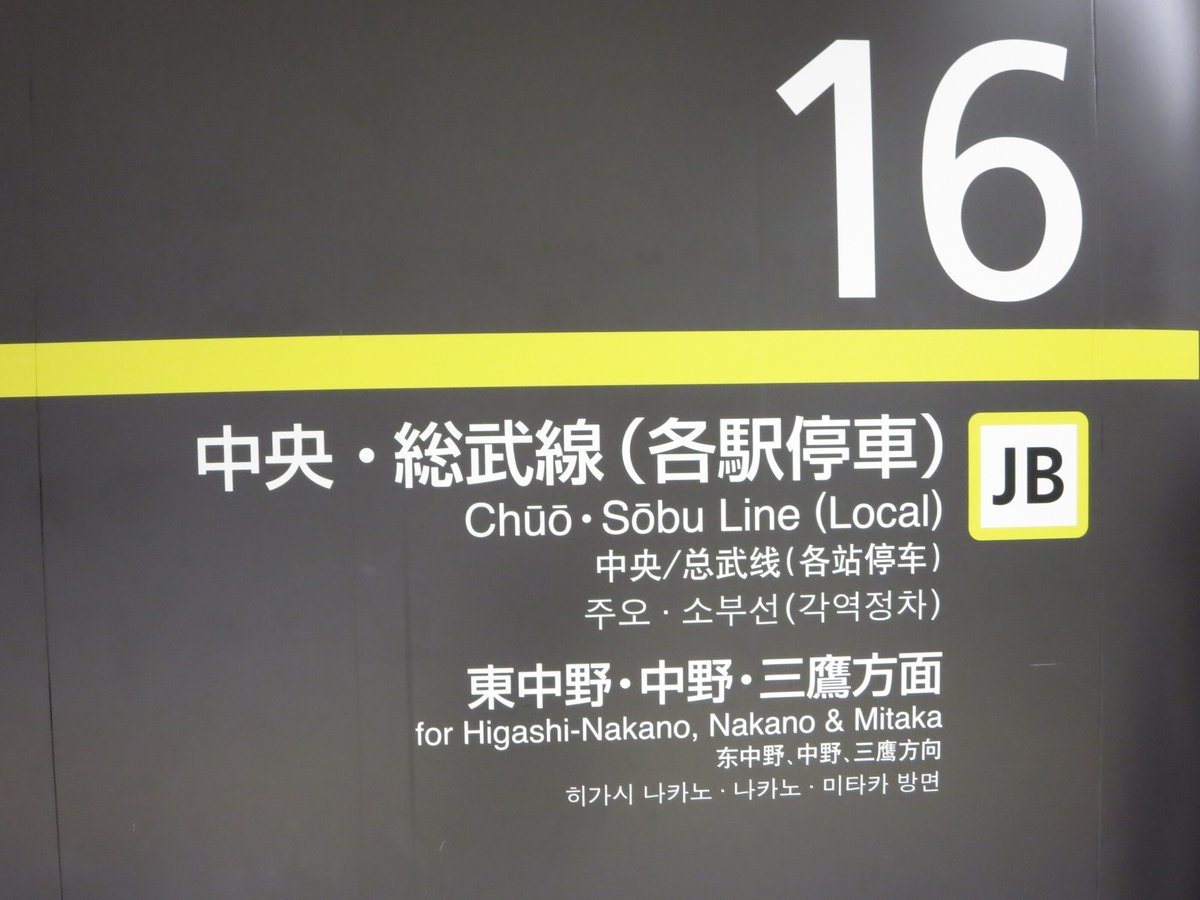 16
中央・総武線(各駅停車)
JB
Chūō・Sōbu Line (Local)
中央/总武线(各站停车)
주오・소부선(각역정차)
東中野・中野・三鷹方面
for Higashi-Nakano, Nakano & Mitaka
东中野、中野、三鹰方向
히가시 나카노・나카노・미타카 방면